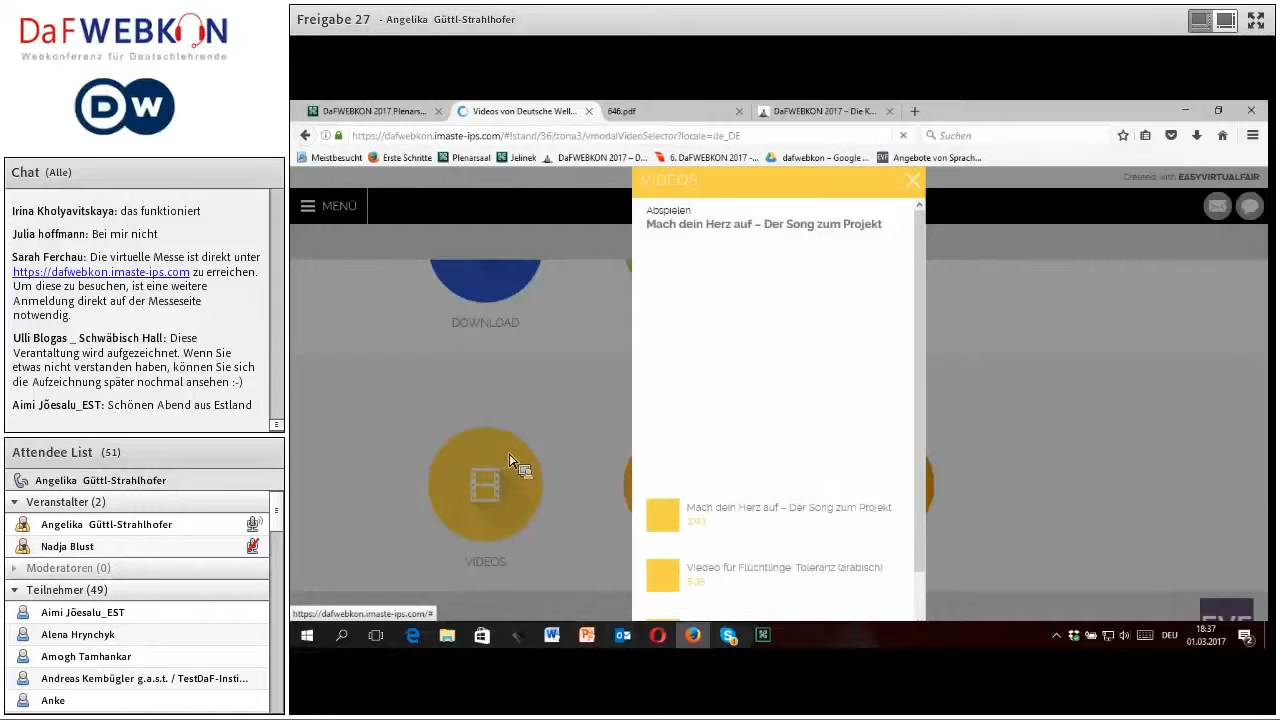 DaFWEBKON
Webkonferenz für Deutschlehrende
DW
Chat (Alle)
Irina Kholyavitskaya: das funktioniert
Julia hoffmann: Bei mir nicht
Sarah Ferchau: Die virtuelle Messe ist direkt unter
https://dafwebkon.imaste-ips.com zu erreichen.
Um diese zu besuchen, ist eine weitere
Anmeldung direkt auf der Messeseite
notwendig.
Ulli Blogas _ Schwäbisch Hall: Diese
Verantaltung wird aufgezeichnet. Wenn Sie
etwas nicht verstanden haben, können Sie sich
die Aufzeichnung später nochmal ansehen :-)
Aimi Jõesalu_EST: Schönen Abend aus Estland
Attendee List (51)
Angelika Güttl-Strahlhofer
Veranstalter (2)
Angelika Güttl-Strahlhofer
Nadja Blust
Moderatoren (0)
Teilnehmer (49)
Aimi Jõesalu_EST
Alena Hrynchyk
Amogh Tamhankar
Andreas Kembügler g.a.s.t. / TestDaF-Insti...
Anke
Freigabe 27 - Angelika Güttl-Strahlhofer
DaFWEBKON 2017 Plenars...
Videos von Deutsche Well...
646.pdf
DaFWEBKON 2017 – Die K...
https://dafwebkon.imaste-ips.com/#!stand/36/zona3/vmodalVideoSelector?locale=de_DE
Suchen
Meistbesucht
Erste Schritte
Plenarsaal
Jelinek
DaFWEBKON 2017 – D...
6. DaFWEBKON 2017 -...
dafwebkon – Google ...
Angebote von Sprach...
Created with EASYVIRTUALFAIR
MENÜ
VIDEOS
Abspielen
Mach dein Herz auf – Der Song zum Projekt
DOWNLOAD
VIDEOS
Mach dein Herz auf – Der Song zum Projekt
Viedeo für Flüchtlinge: Toleranz (arabisch)
https://dafwebkon.imaste-ips.com/#
DEU
18:37
01.03.2017